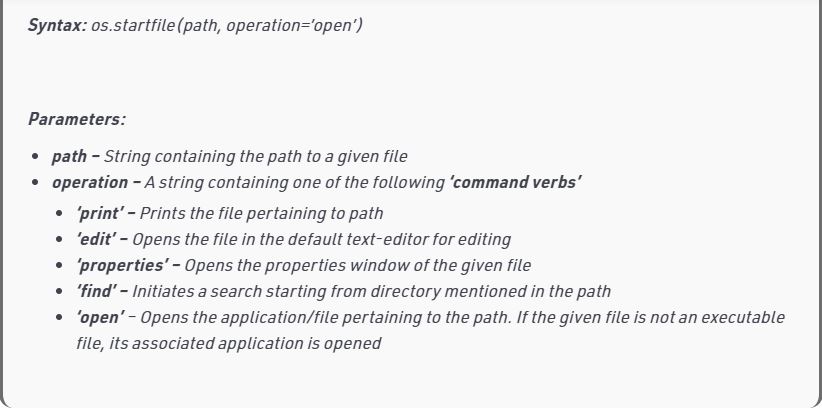 Syntax: os.startfile(path, operation=’open’)
Parameters:
• path – String containing the path to a given file
• operation – A string containing one of the following ‘command verbs’
• ‘print’ – Prints the file pertaining to path
• ‘edit’ – Opens the file in the default text-editor for editing
• ‘properties’ – Opens the properties window of the given file
• ‘find’ – Initiates a search starting from directory mentioned in the path
• ‘open’ – Opens the application/file pertaining to the path. If the given file is not an executable
file, its associated application is opened